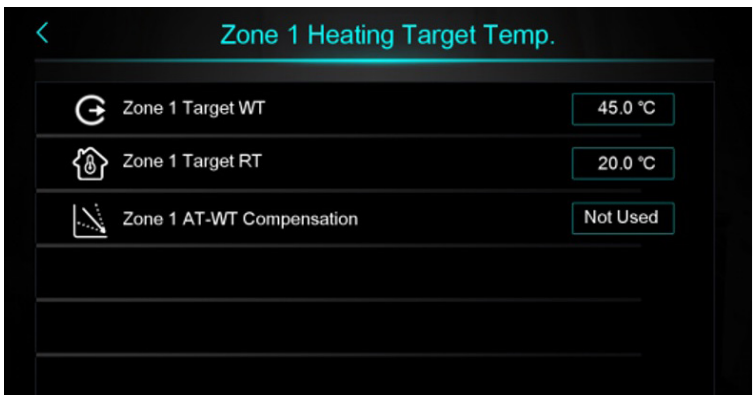 Zone 1 Heating Target Temp.
Zone 1 Target WT 45.0 °C
Zone 1 Target RT 20.0 °C
Zone 1 AT-WT Compensation Not Used